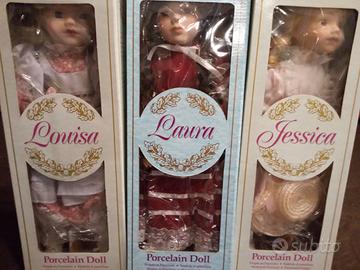 Louisa
Laura
Jessica
Porcelain Doll
Porcelain Doll
Porcelain Doll
subito